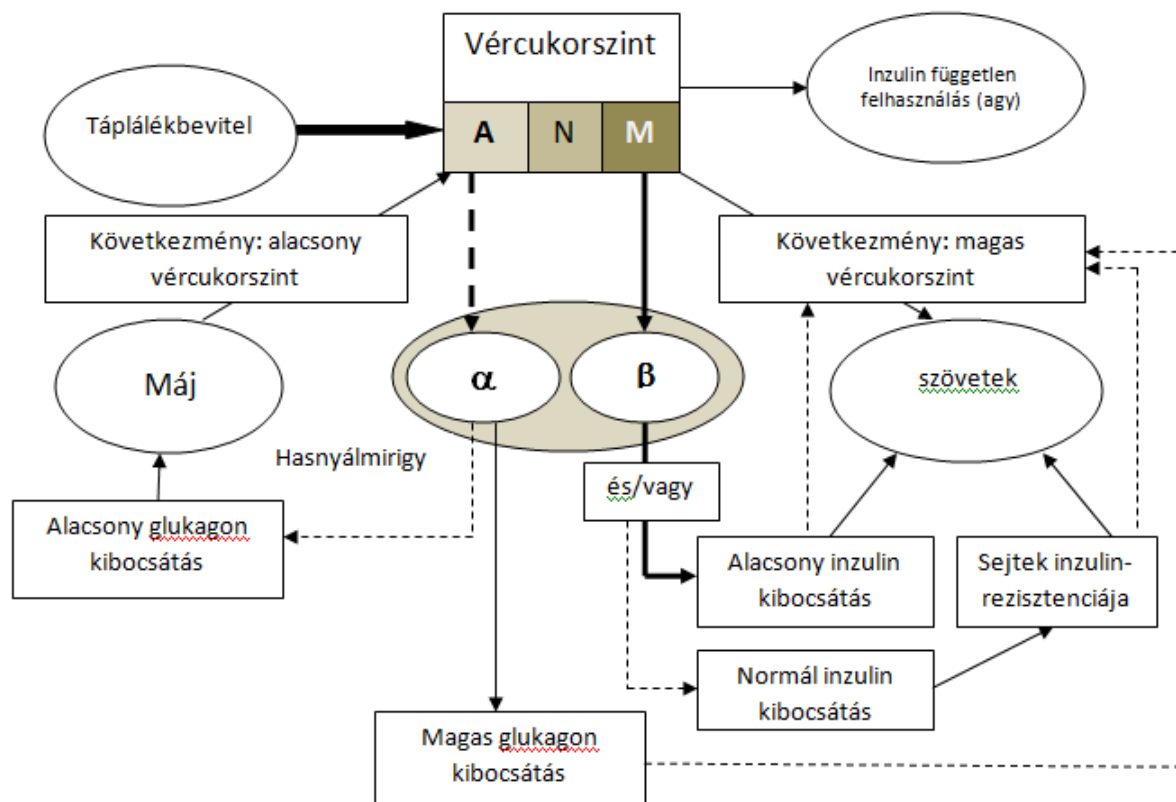 Vércukorszint
A N M
Táplálékbevitel
Inzulin független
felhasználás (agy)
Következmény: alacsony
vércukorszint
Következmény: magas
vércukorszint
Máj
α
β
szövetek
Hasnyálmirigy
és/vagy
Alacsony glukagon
kibocsátás
Alacsony inzulin
kibocsátás
Sejtek inzulin-
rezisztenciája
Normál inzulin
kibocsátás
Magas glukagon
kibocsátás